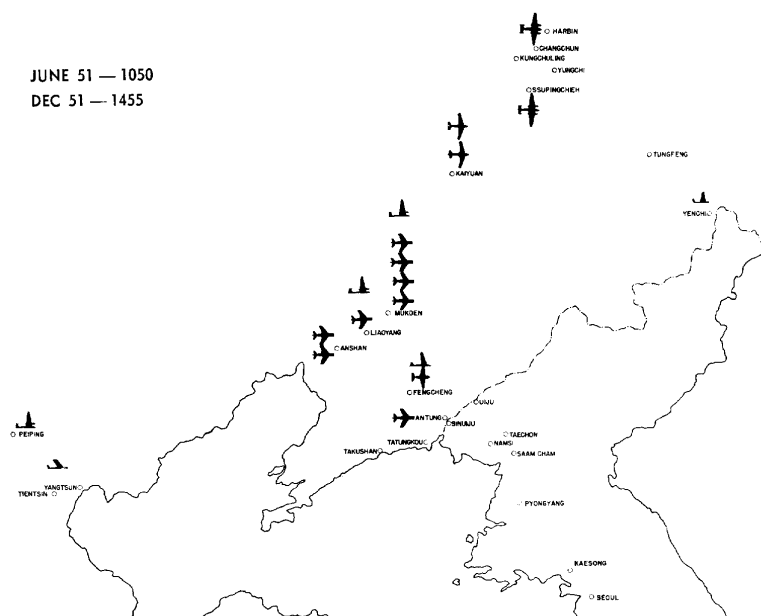 JUNE 51 — 1050
DEC 51 — 1455
HARBIN
CHANGCHUN
KUNGCHULING
YUNGCHI
SSUPINGCHIEH
TUNGFENG
KAIYUAN
YENCHI
MUKDEN
LIAOYANG
ANSHAN
FENGCHENG
UIJU
ANTUNG
SINUIJU
PEIPING
TAECHON
TATUNGKOU
NAMSI
TAKUSHAN
SAAM CHAM
YANGTSUN
TIENTSIN
PYONGYANG
KAESONG
SEOUL